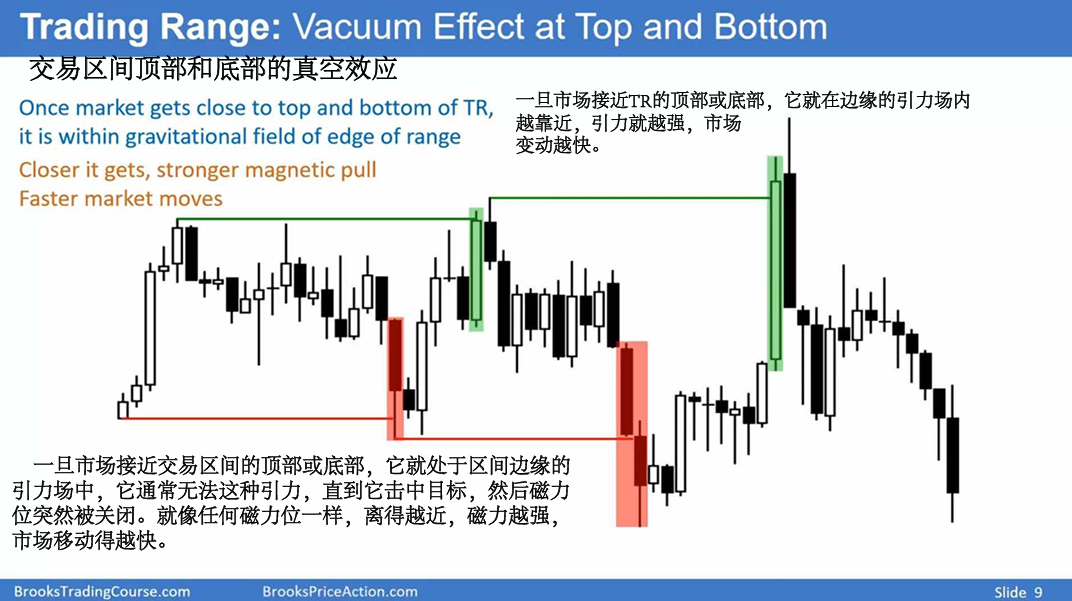 Trading Range: Vacuum Effect at Top and Bottom
交易区间顶部和底部的真空效应
Once market gets close to top and bottom of TR,
it is within gravitational field of edge of range
Closer it gets, stronger magnetic pull
Faster market moves
一旦市场接近TR的顶部或底部，它就在边缘的引力场内
越靠近，引力就越强，市场
变动越快。
一旦市场接近交易区间的顶部或底部，它就处于区间边缘的
引力场中，它通常无法这种引力，直到它击中目标，然后磁力
位突然被关闭。就像任何磁力位一样，离得越近，磁力越强，
市场移动得越快。
BrooksTradingCourse.com
BrooksPriceAction.com
Slide 9